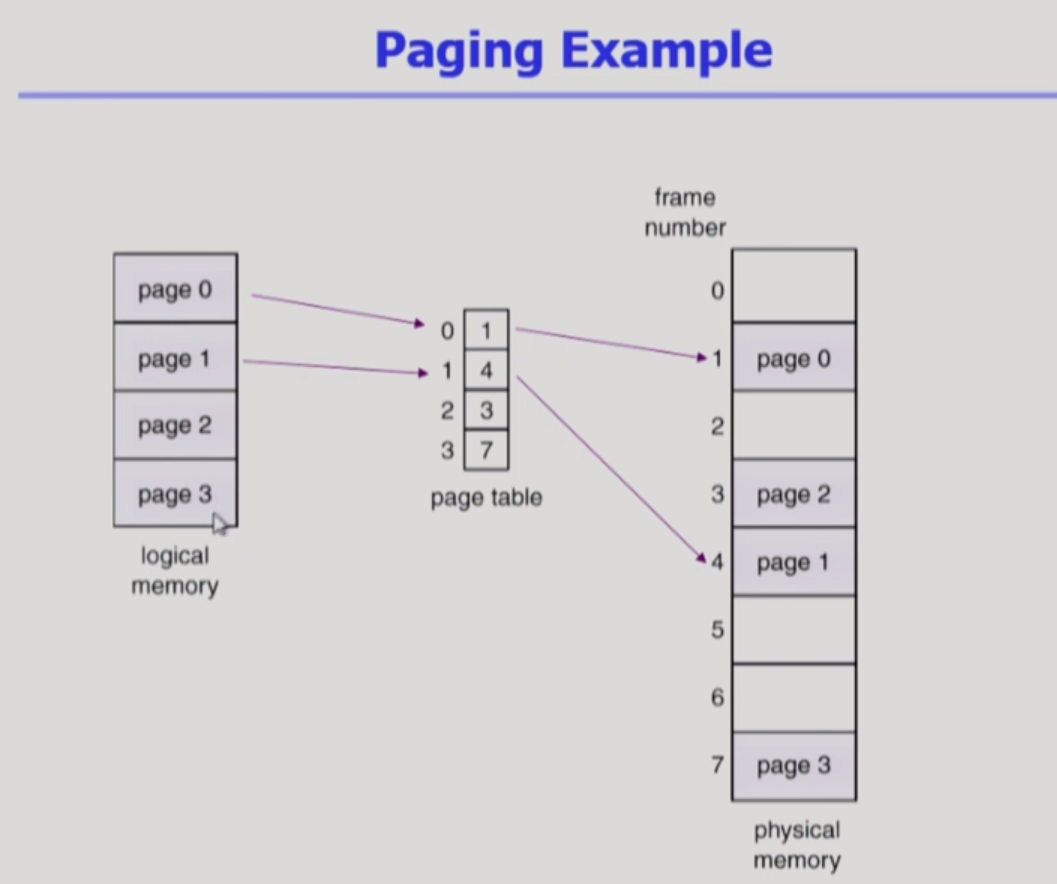 Paging Example
frame
number
page 0
page 1
page 2
page 3
logical
memory
0 1
1 4
2 3
3 7
page table
0
1 page 0
2
3 page 2
4 page 1
5
6
7 page 3
physical
memory